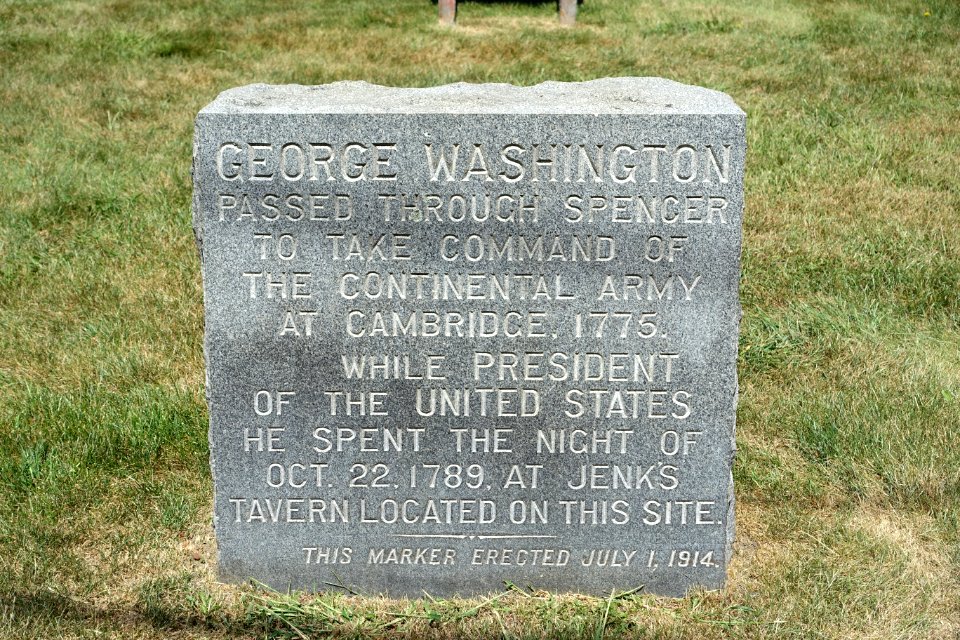 GEORGE WASHINGTON
PASSED THROUGH SPENCER
TO TAKE COMMAND OF
THE CONTINENTAL ARMY
AT CAMBRIDGE, 1775.
WHILE PRESIDENT
OF THE UNITED STATES
HE SPENT THE NIGHT OF
OCT. 22, 1789, AT JENK'S
TAVERN LOCATED ON THIS SITE.
THIS MARKER ERECTED JULY 1, 1914.